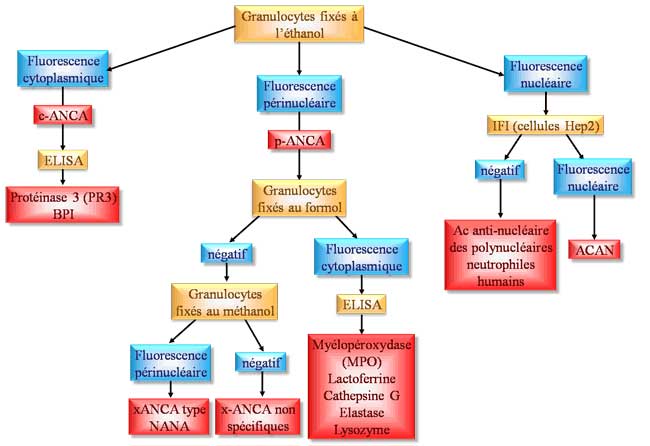 Granulocytes fixés à
l'éthanol
Fluorescence
cytoplasmique
c-ANCA
ELISA
Protéinase 3 (PR3)
BPI
Fluorescence
périnucléaire
p-ANCA
Granulocytes
fixés au formol
négatif
Granulocytes
fixés au méthanol
Fluorescence
périnucléaire
xANCA type
NANA
négatif
x-ANCA non
spécifiques
Fluorescence
cytoplasmique
ELISA
Myélopéroxydase
(MPO)
Lactoferrine
Cathepsine G
Elastase
Lysozyme
Fluorescence
nucléaire
IFI (cellules Hep2)
négatif
Ac anti-nucléaire
des polynucléaires
neutrophiles
humains
Fluorescence
nucléaire
ACAN